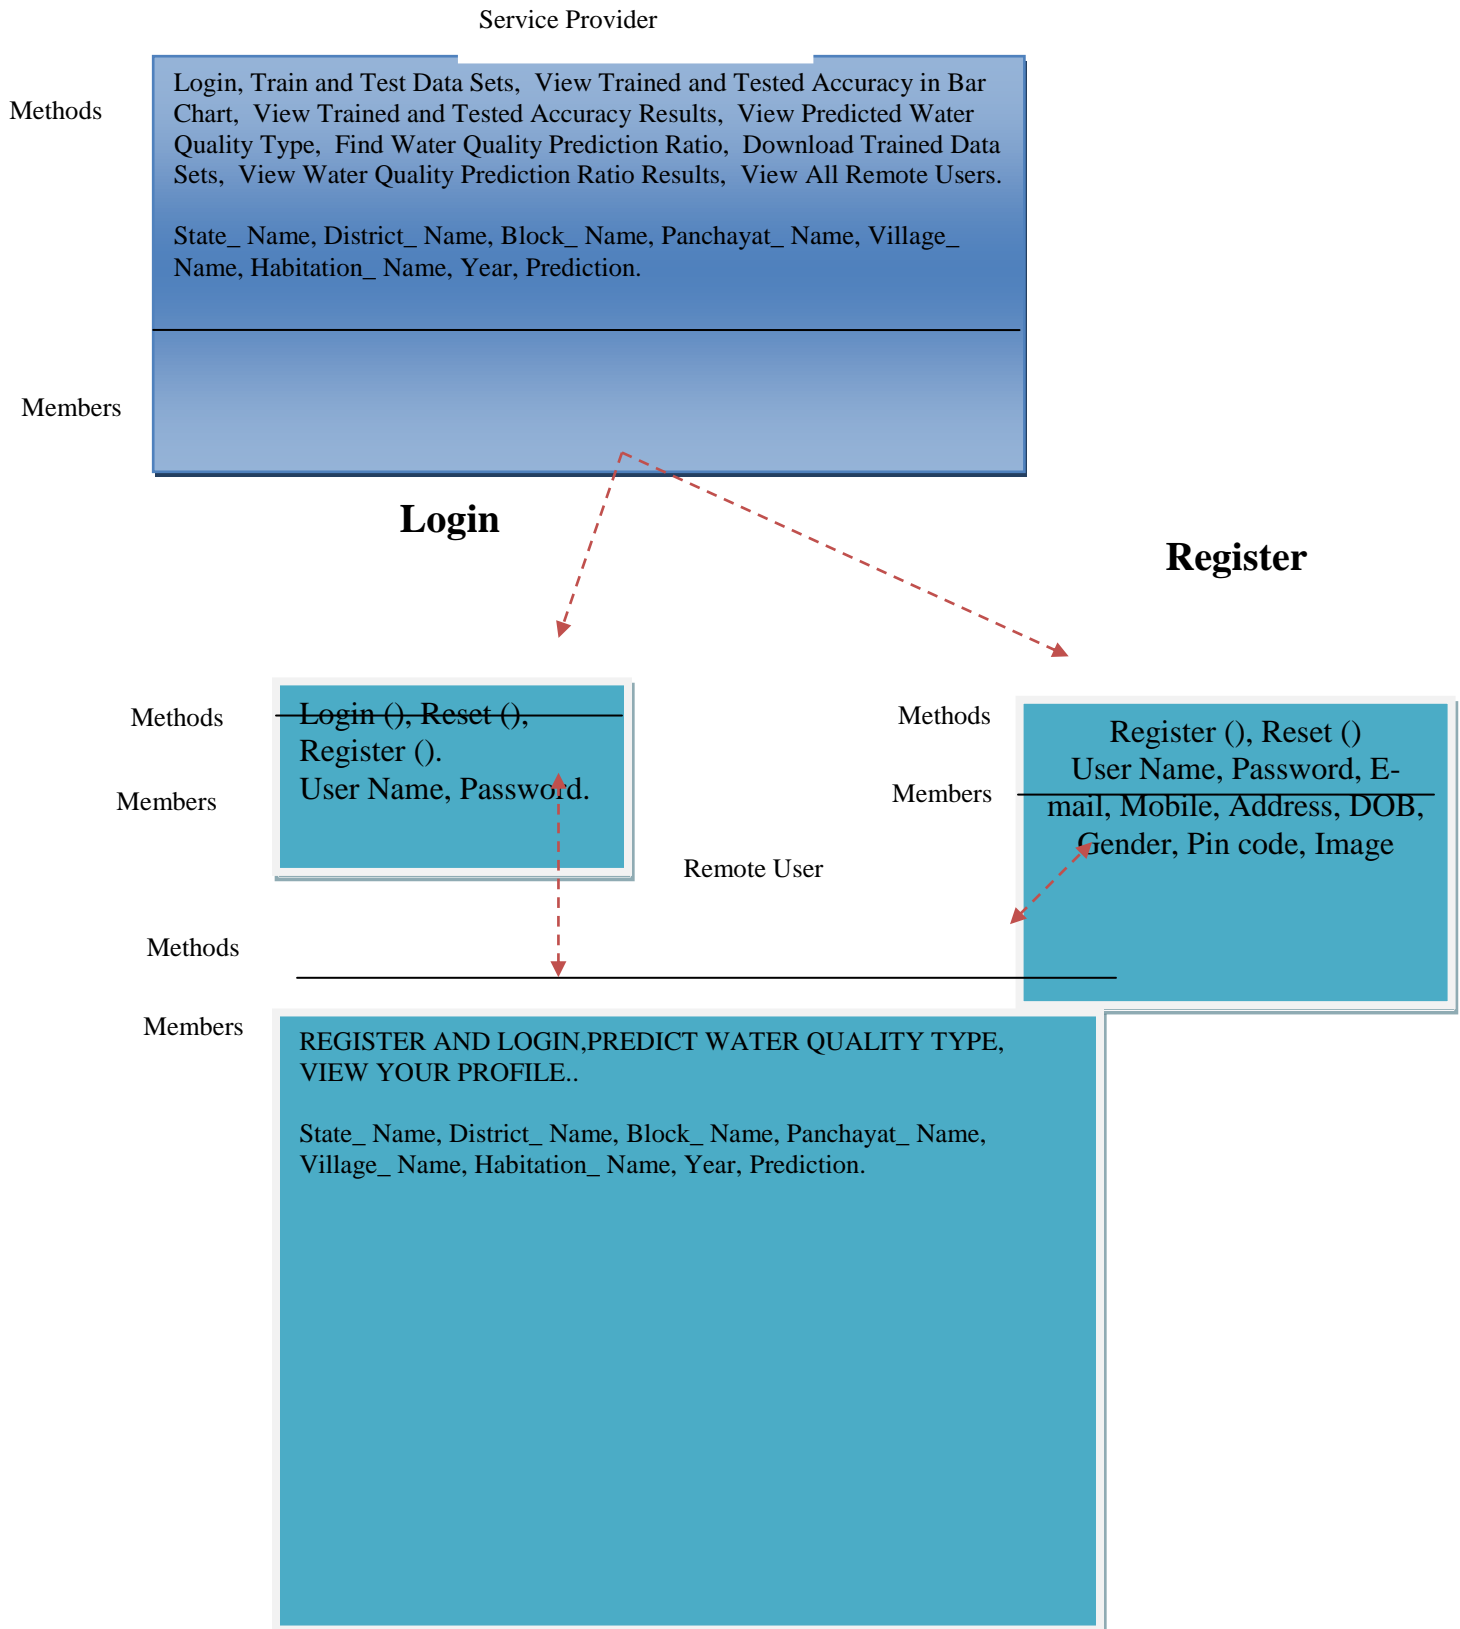 Service Provider
Methods
Login, Train and Test Data Sets,  View Trained and Tested Accuracy in Bar
Chart,  View Trained and Tested Accuracy Results,  View Predicted Water
Quality Type,  Find Water Quality Prediction Ratio,  Download Trained Data
Sets,  View Water Quality Prediction Ratio Results,  View All Remote Users.
State_ Name, District_ Name, Block_ Name, Panchayat_ Name, Village_
Name, Habitation_ Name, Year, Prediction.
Members
Login
Register
Methods
Login (), Reset (),
Register ().
User Name, Password.
Members
Methods
Register (), Reset ()
User Name, Password, E-
mail, Mobile, Address, DOB,
Gender, Pin code, Image
Members
Remote User
Methods
Members
REGISTER AND LOGIN,PREDICT WATER QUALITY TYPE,
VIEW YOUR PROFILE..
State_ Name, District_ Name, Block_ Name, Panchayat_ Name,
Village_ Name, Habitation_ Name, Year, Prediction.